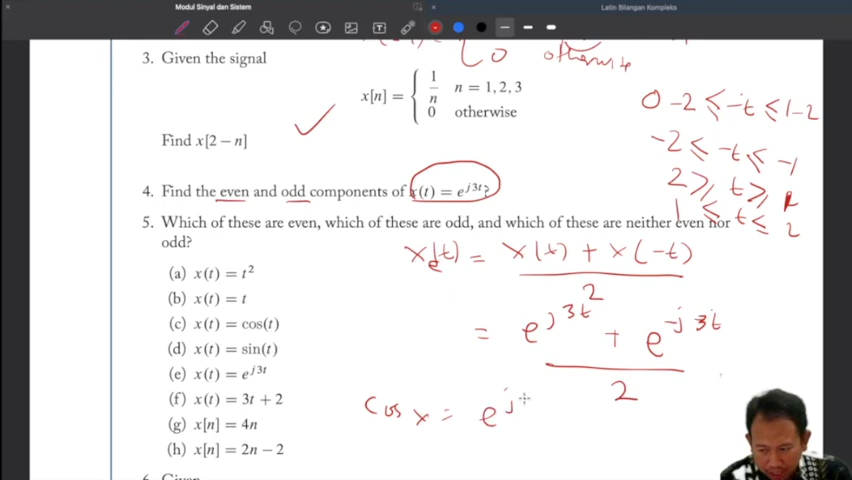 Modul Sinyal dan Sistem
Latin Bilangan Kompleks
otherwise
3. Given the signal
x[n] = { 1/n n = 1, 2, 3
0 otherwise
Find x[2 − n]
0 -2 ≤ -t ≤ 1-2
-2 ≤ -t ≤ -1
2 ≥ t ≥ 1
1 ≤ t ≤ 2
4. Find the even and odd components of x(t) = e^{j3t}?
5. Which of these are even, which of these are odd, and which of these are neither even nor
odd?
(a) x(t) = t²
(b) x(t) = t
(c) x(t) = cos(t)
(d) x(t) = sin(t)
(e) x(t) = e^{j3t}
(f) x(t) = 3t + 2
(g) x[n] = 4n
(h) x[n] = 2n − 2
xe(t) = x(t) + x(-t)
2
= e^{j3t} + e^{-j3t}
2
cos x = e^{j